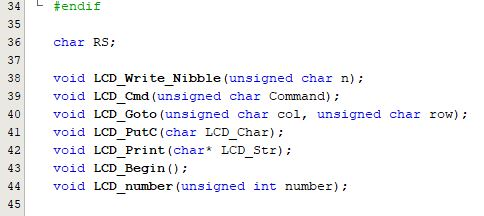 34 #endif
35
36 char RS;
37
38 void LCD_Write_Nibble(unsigned char n);
39 void LCD_Cmd(unsigned char Command);
40 void LCD_Goto(unsigned char col, unsigned char row);
41 void LCD_PutC(char LCD_Char);
42 void LCD_Print(char* LCD_Str);
43 void LCD_Begin();
44 void LCD_number(unsigned int number);
45